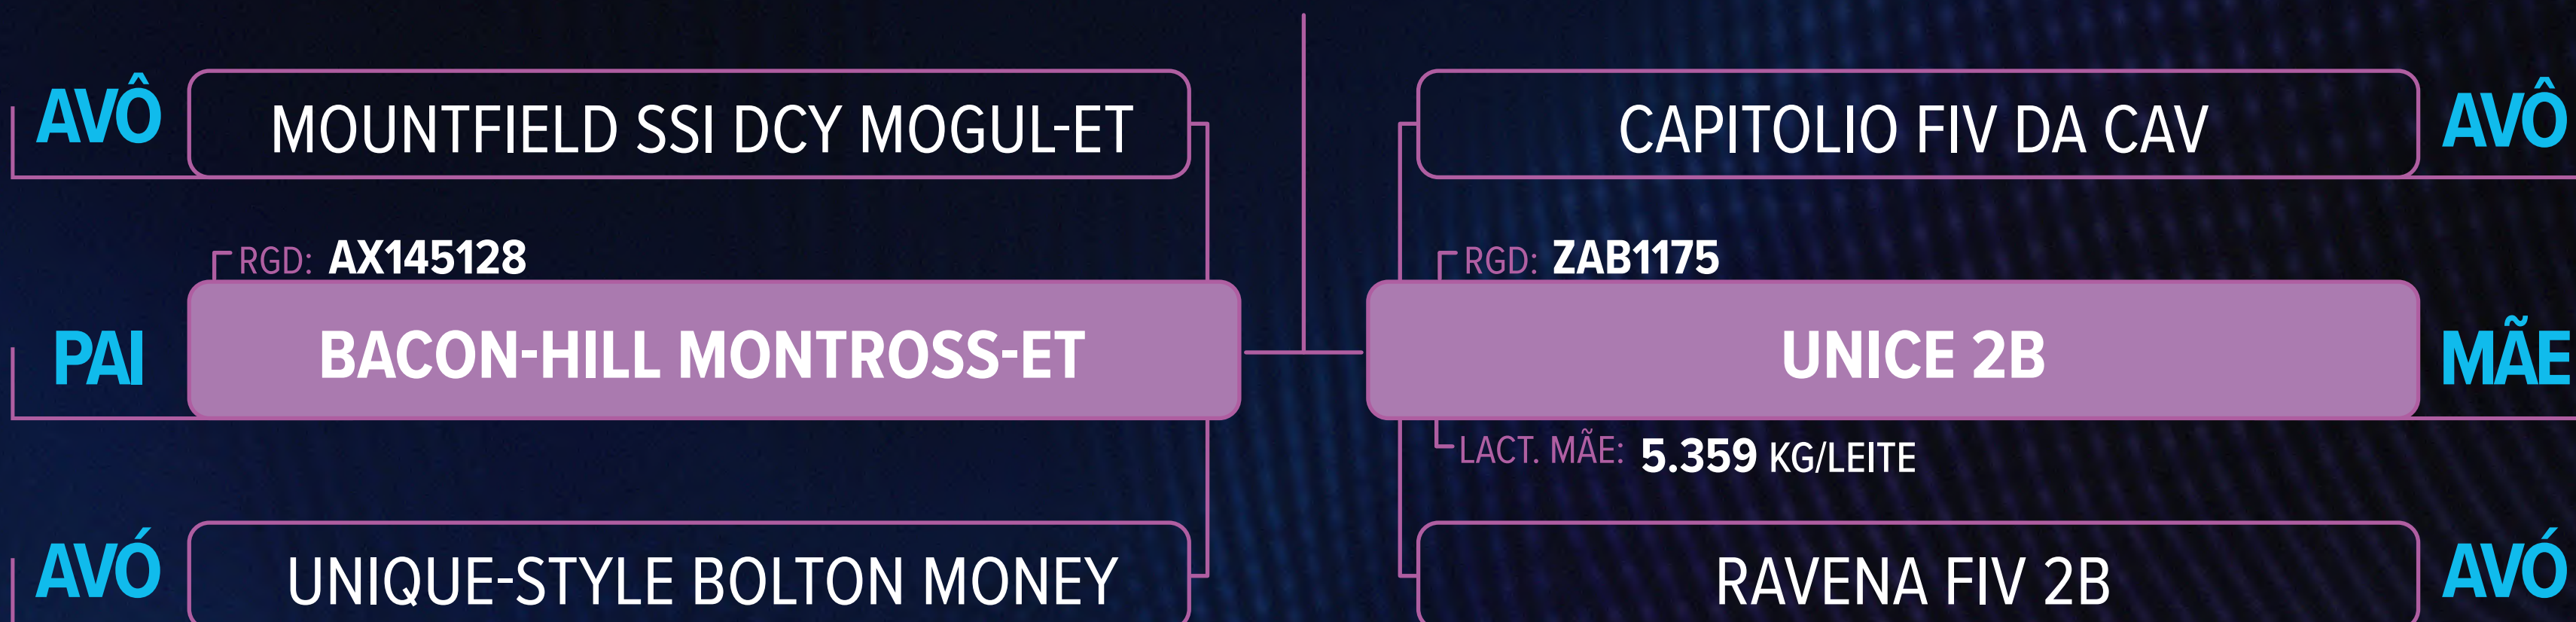 AVÔ MOUNTFIELD SSI DCY MOGUL-ET CAPITOLIO FIV DA CAV AVÔ
RGD: AX145128 RGD: ZAB1175
PAI BACON-HILL MONTROSS-ET UNICE 2B MÃE
LACT. MÃE: 5.359 KG/LEITE
AVÓ UNIQUE-STYLE BOLTON MONEY RAVENA FIV 2B AVÓ